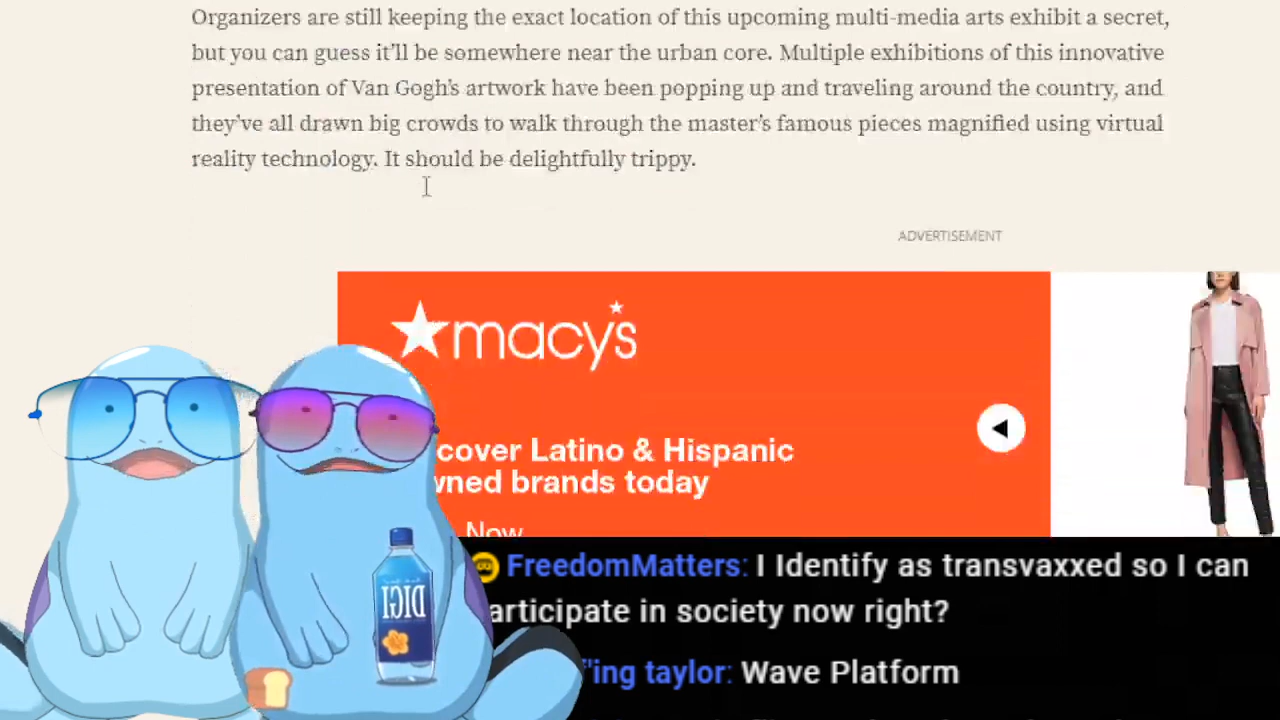 Organizers are still keeping the exact location of this upcoming multi-media arts exhibit a secret,
but you can guess it'll be somewhere near the urban core. Multiple exhibitions of this innovative
presentation of Van Gogh's artwork have been popping up and traveling around the country, and
they've all drawn big crowds to walk through the master's famous pieces magnified using virtual
reality technology. It should be delightfully trippy.
ADVERTISEMENT
macy's
cover Latino & Hispanic
wned brands today
Now
FreedomMatters: I Identify as transvaxxed so I can
articipate in society now right?
DIGI
f'ing taylor: Wave Platform